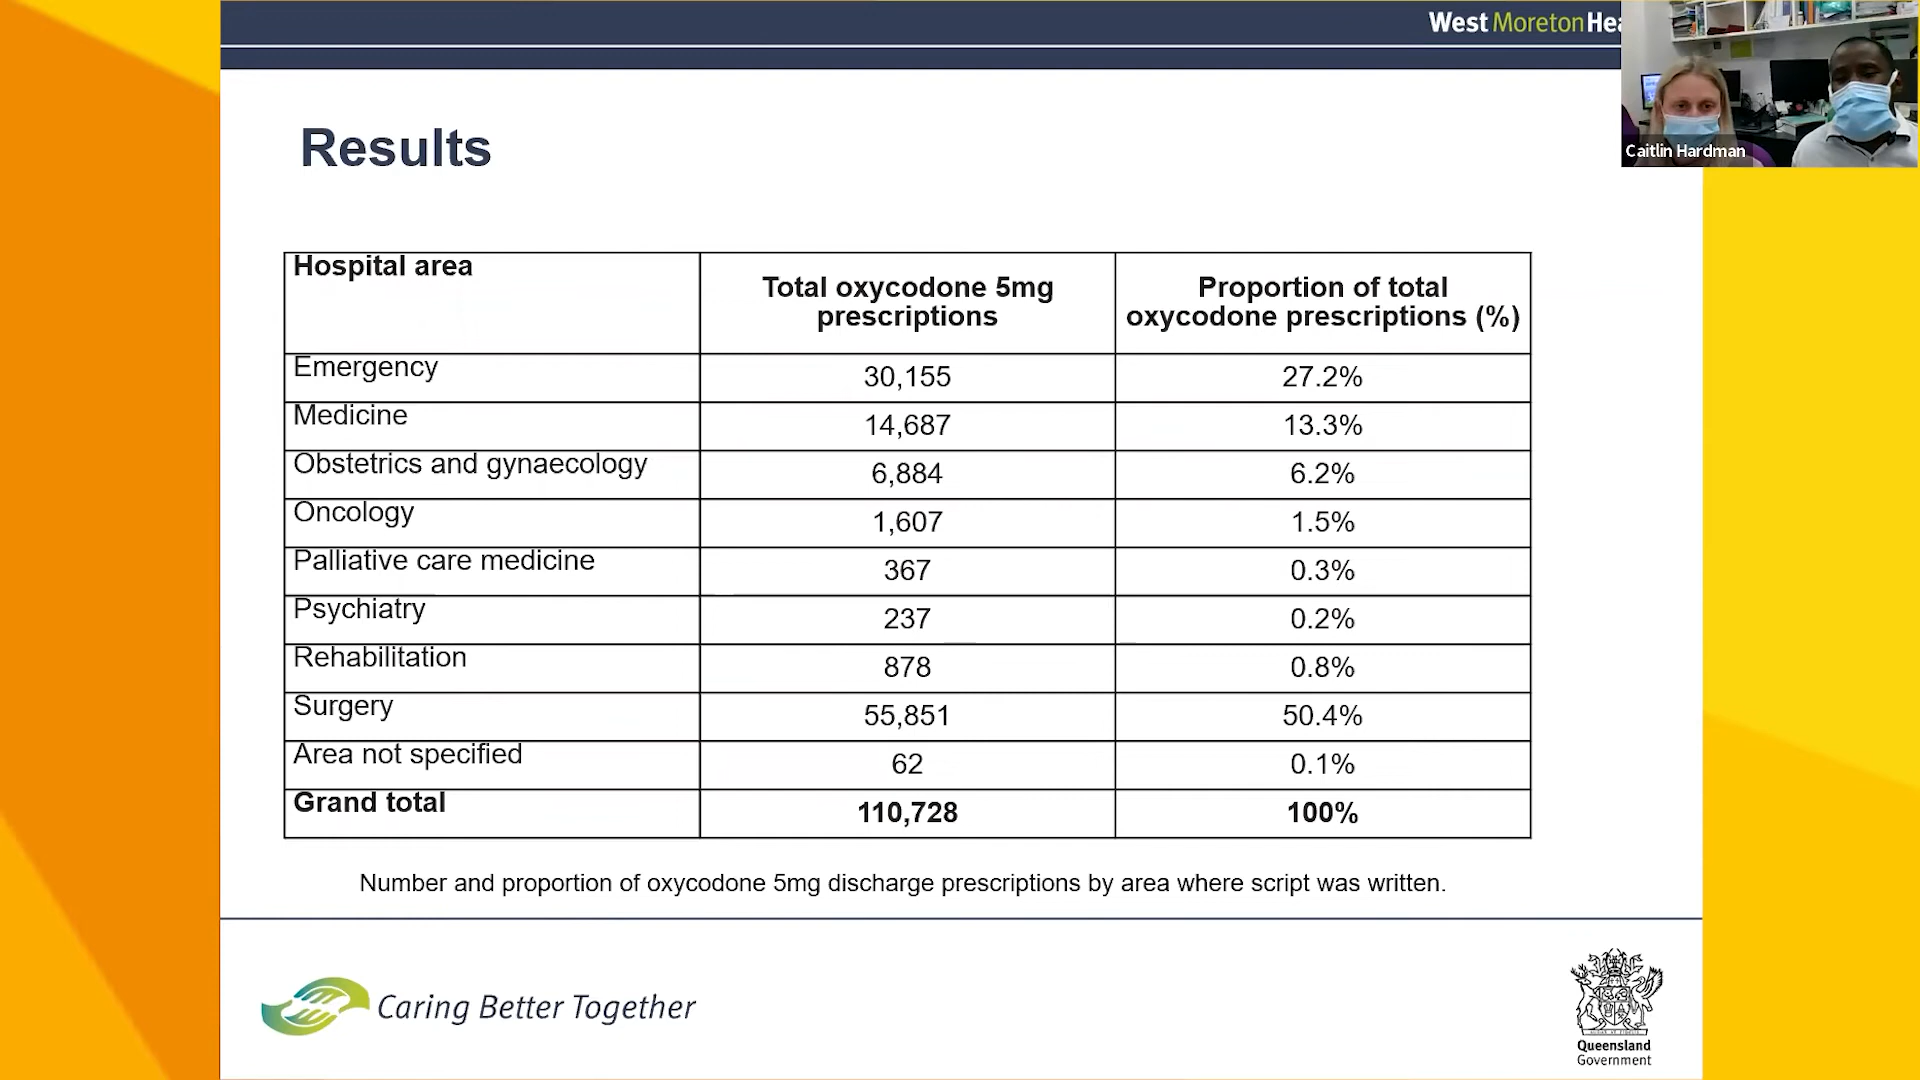 West Moreton
Caitlin Hardman
Results
Hospital area
Total oxycodone 5mg
prescriptions
Proportion of total
oxycodone prescriptions (%)
Emergency 30,155 27.2%
Medicine 14,687 13.3%
Obstetrics and gynaecology 6,884 6.2%
Oncology 1,607 1.5%
Palliative care medicine 367 0.3%
Psychiatry 237 0.2%
Rehabilitation 878 0.8%
Surgery 55,851 50.4%
Area not specified 62 0.1%
Grand total 110,728 100%
Number and proportion of oxycodone 5mg discharge prescriptions by area where script was written.
Caring Better Together
Queensland
Government